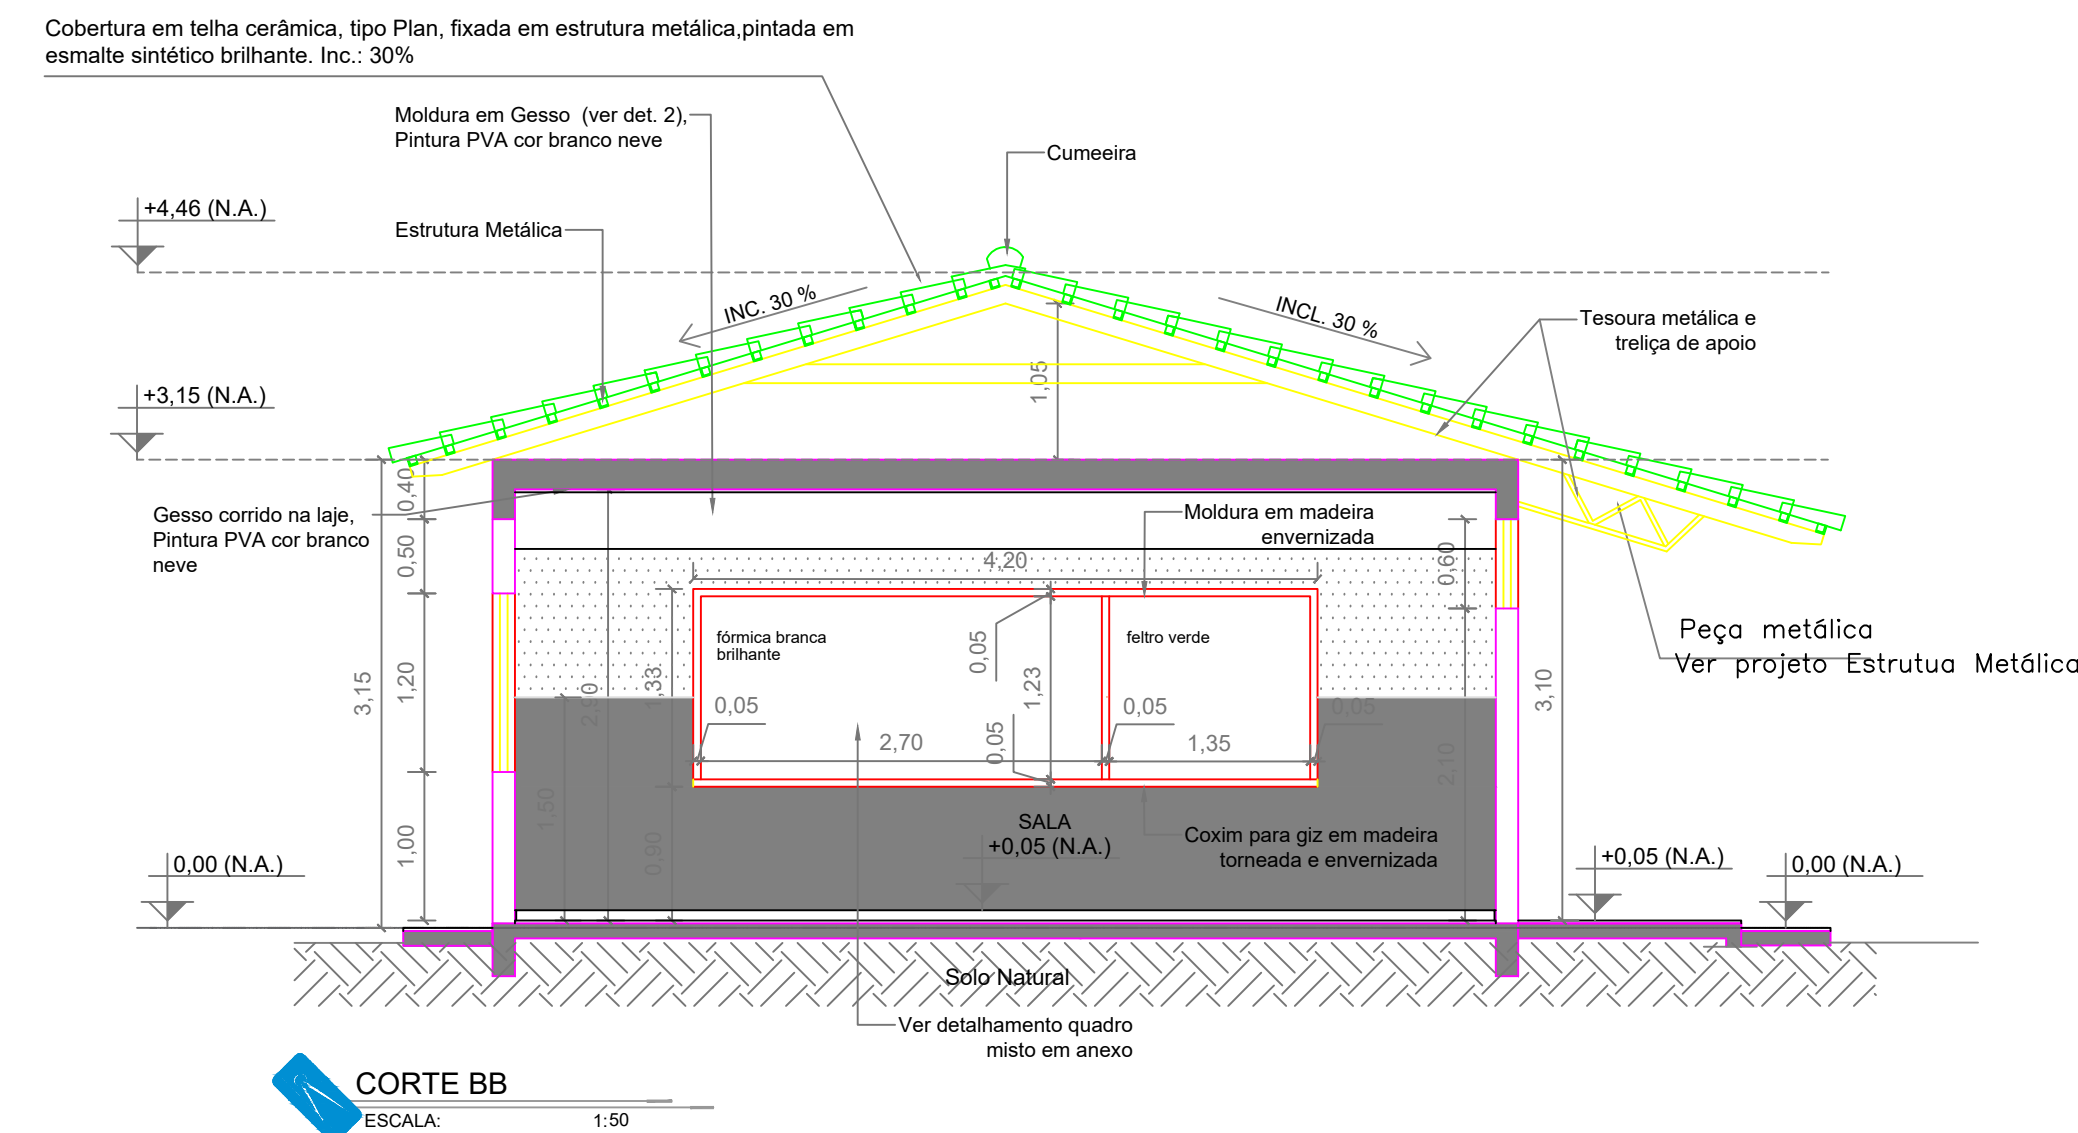 Cobertura em telha cerâmica, tipo Plan, fixada em estrutura metálica,pintada em
esmalte sintético brilhante. Inc.: 30%
Moldura em Gesso (ver det. 2),
Pintura PVA cor branco neve
Cumeeira
+4,46 (N.A.)
Estrutura Metálica
INC. 30 %
INCL. 30 %
Tesoura metálica e
treliça de apoio
1,05
+3,15 (N.A.)
0,40
Gesso corrido na laje,
Pintura PVA cor branco
neve
Moldura em madeira
envernizada
0,50
4,20
0,60
fórmica branca
brilhante
feltro verde
Peça metálica
Ver projeto Estrutua Metálica
0,05
1,20
1,33
1,23
3,15
2,90
3,10
0,05
0,05
0,05
2,70
0,05
1,35
2,10
1,50
SALA
+0,05 (N.A.)
Coxim para giz em madeira
torneada e envernizada
1,00
0,90
0,00 (N.A.)
+0,05 (N.A.)
0,00 (N.A.)
Solo Natural
Ver detalhamento quadro
misto em anexo
CORTE BB
ESCALA: 1:50